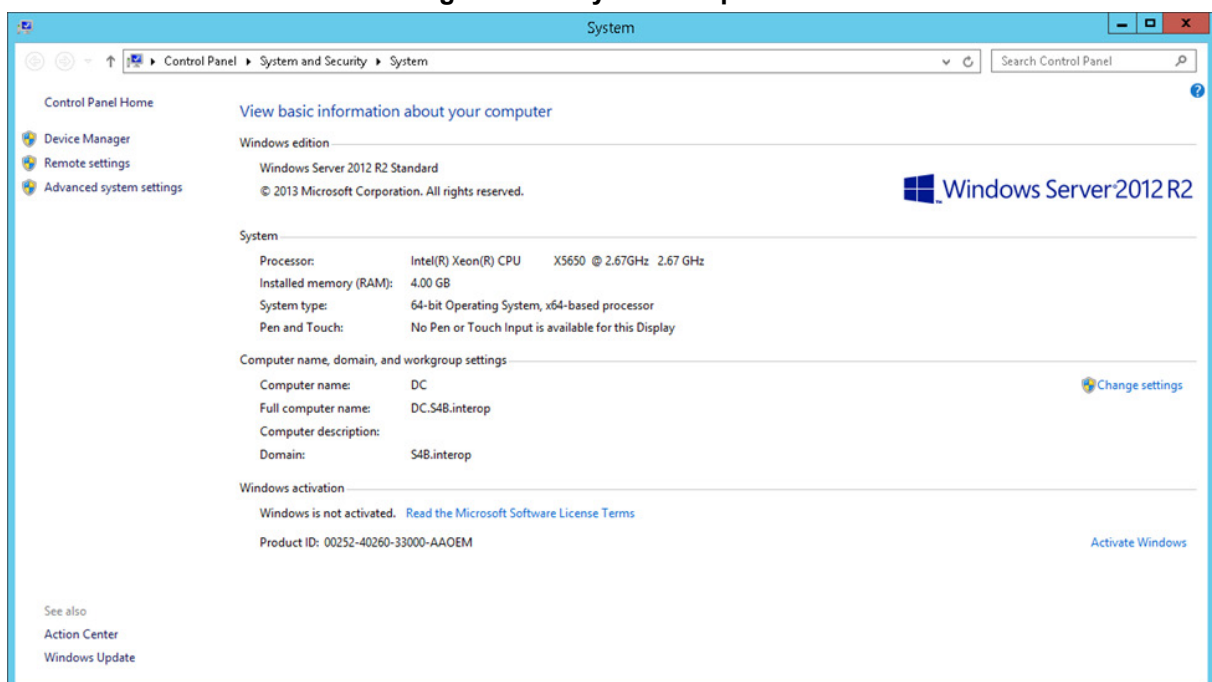 System
Control Panel ▸ System and Security ▸ System
Search Control Panel
Control Panel Home
Device Manager
Remote settings
Advanced system settings
View basic information about your computer
Windows edition
Windows Server 2012 R2 Standard
© 2013 Microsoft Corporation. All rights reserved.
Windows Server 2012 R2
System
Processor: Intel(R) Xeon(R) CPU X5650 @ 2.67GHz 2.67 GHz
Installed memory (RAM): 4.00 GB
System type: 64-bit Operating System, x64-based processor
Pen and Touch: No Pen or Touch Input is available for this Display
Computer name, domain, and workgroup settings
Computer name: DC
Change settings
Full computer name: DC.S4B.interop
Computer description:
Domain: S4B.interop
Windows activation
Windows is not activated. Read the Microsoft Software License Terms
Product ID: 00252-40260-33000-AAOEM
Activate Windows
See also
Action Center
Windows Update